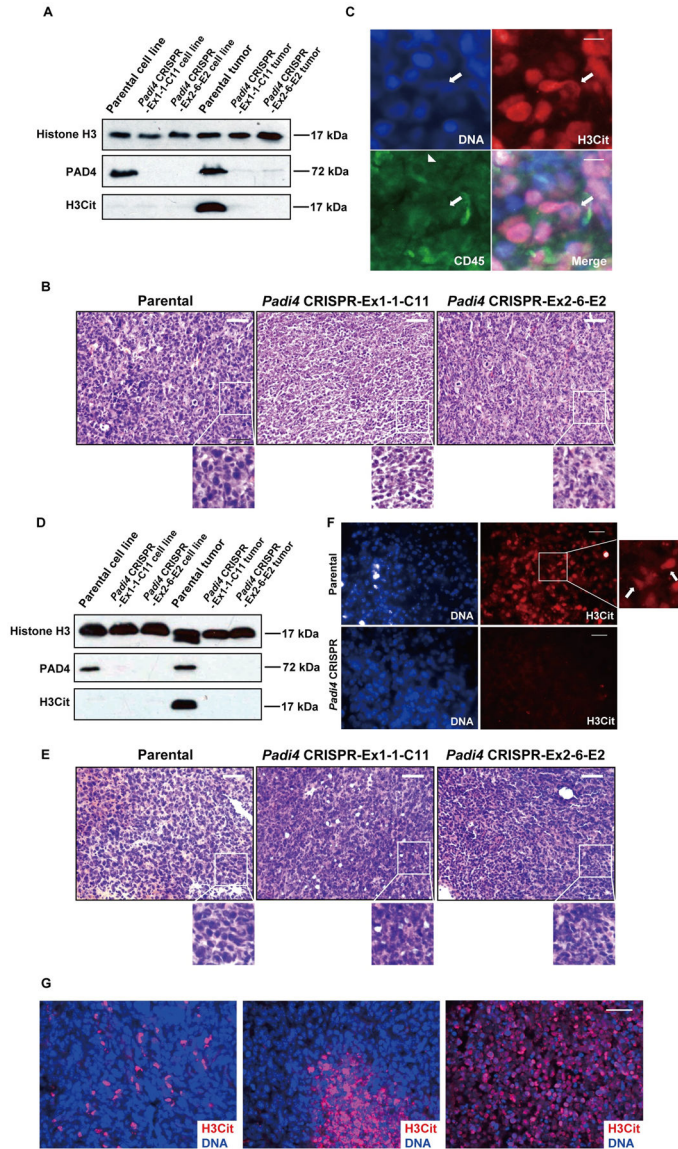 A
Parental cell line
Padi4 CRISPR
-Ex1-1-C11 cell line
Padi4 CRISPR
-Ex2-6-E2 cell line
Parental tumor
Padi4 CRISPR
-Ex1-1-C11 tumor
Padi4 CRISPR
-Ex2-6-E2 tumor
Histone H3
17 kDa
PAD4
72 kDa
H3Cit
17 kDa
C
DNA
H3Cit
CD45
Merge
B
Parental
Padi4 CRISPR-Ex1-1-C11
Padi4 CRISPR-Ex2-6-E2
D
Parental cell line
Padi4 CRISPR
-Ex1-1-C11 cell line
Padi4 CRISPR
-Ex2-6-E2 cell line
Parental tumor
Padi4 CRISPR
-Ex1-1-C11 tumor
Padi4 CRISPR
-Ex2-6-E2 tumor
Histone H3
17 kDa
PAD4
72 kDa
H3Cit
17 kDa
F
Parental
DNA
H3Cit
Padi4 CRISPR
DNA
H3Cit
E
Parental
Padi4 CRISPR-Ex1-1-C11
Padi4 CRISPR-Ex2-6-E2
G
H3Cit
DNA
H3Cit
DNA
H3Cit
DNA